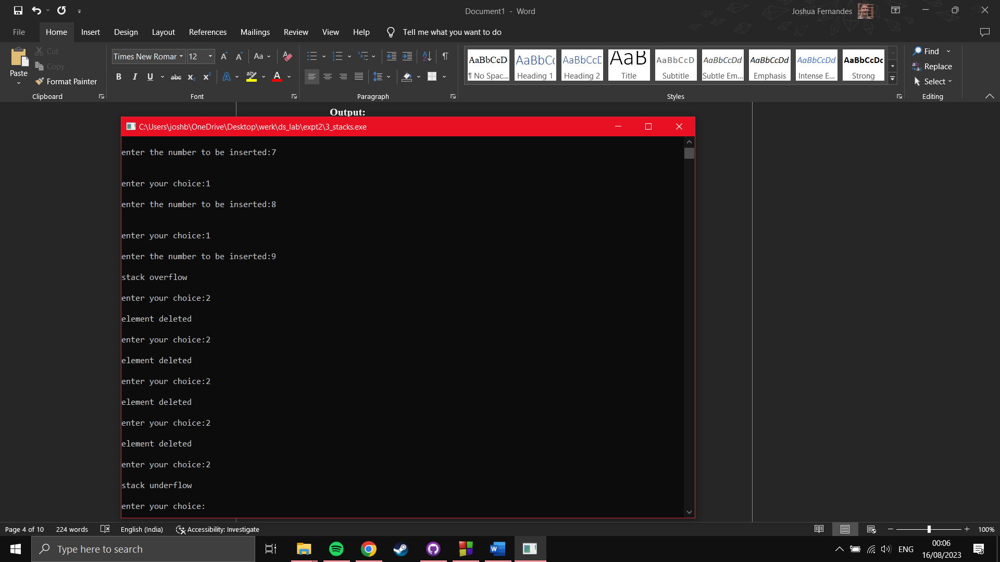 Document1 - Word
Joshua Fernandes
File Home Insert Design Layout References Mailings Review View Help Tell me what you want to do
Paste
Cut
Copy
Format Painter
Clipboard
Times New Romar 12
Font
Paragraph
AaBbCcD
¶ No Spac...
AaBbC
Heading 1
AaBbCcE
Heading 2
AaB
Title
AaBbCcD
Subtitle
AaBbCcDd
Subtle Em...
AaBbCcDd
Emphasis
AaBbCcDd
Intense E...
AaBbCcDc
Strong
Styles
Find
Replace
Select
Editing
Output:
C:\Users\joshb\OneDrive\Desktop\werk\ds_lab\expt2\3_stacks.exe
enter the number to be inserted:7
enter your choice:1
enter the number to be inserted:8
enter your choice:1
enter the number to be inserted:9
stack overflow
enter your choice:2
element deleted
enter your choice:2
element deleted
enter your choice:2
element deleted
enter your choice:2
element deleted
enter your choice:2
stack underflow
enter your choice:
Page 4 of 10 224 words English (India) Accessibility: Investigate 100%
Type here to search
ENG
00:06
16/08/2023